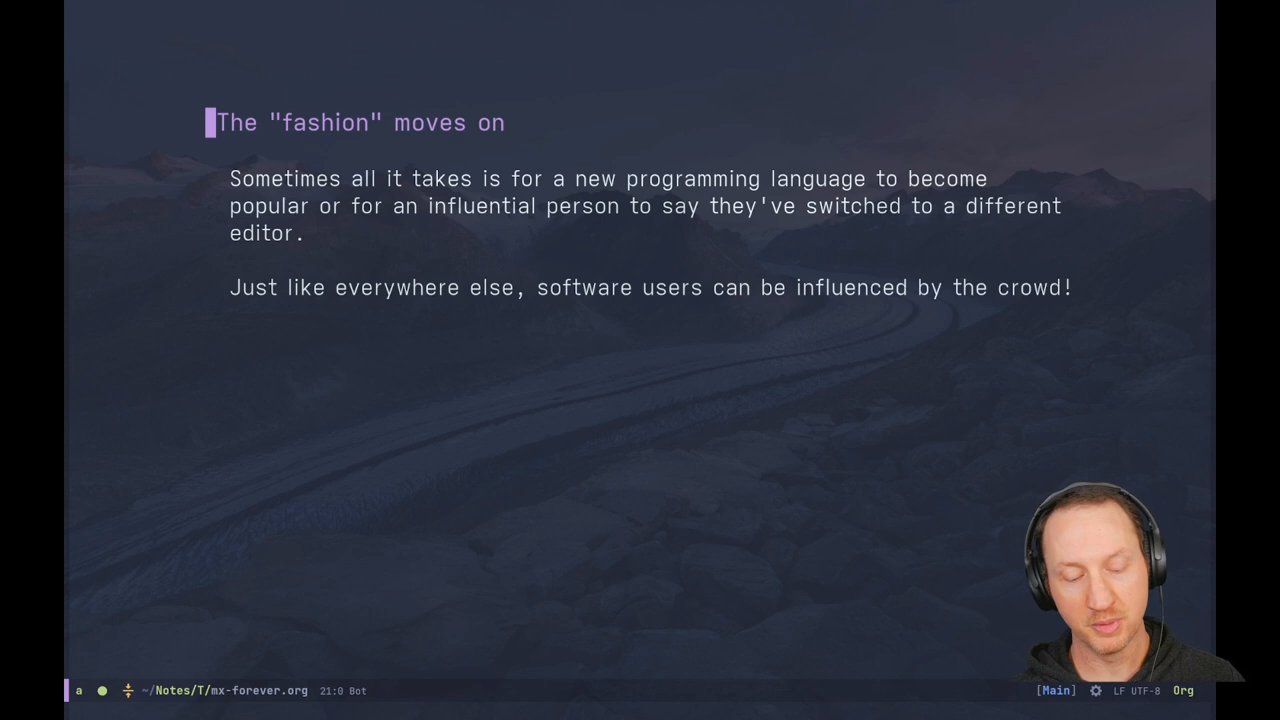 The "fashion" moves on
Sometimes all it takes is for a new programming language to become
popular or for an influential person to say they've switched to a different
editor.
Just like everywhere else, software users can be influenced by the crowd!
a ~/Notes/T/mx-forever.org 21:0 Bot [Main] LF UTF-8 Org